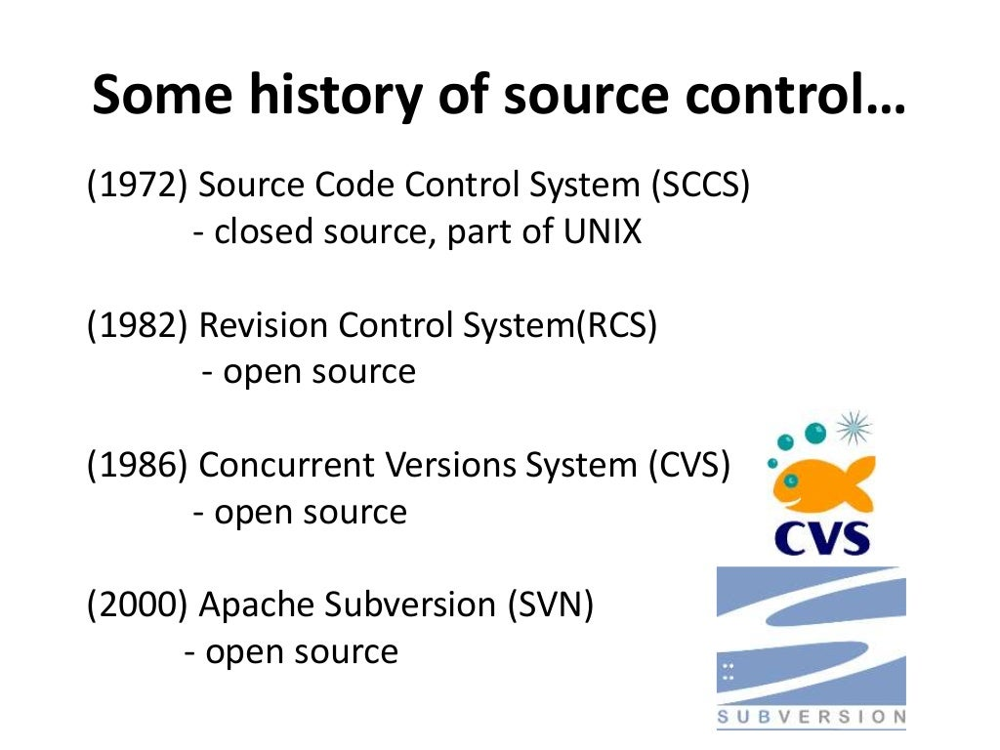 Some history of source control…
(1972) Source Code Control System (SCCS)
- closed source, part of UNIX
(1982) Revision Control System(RCS)
- open source
(1986) Concurrent Versions System (CVS)
- open source
CVS
(2000) Apache Subversion (SVN)
- open source
SUBVERSION